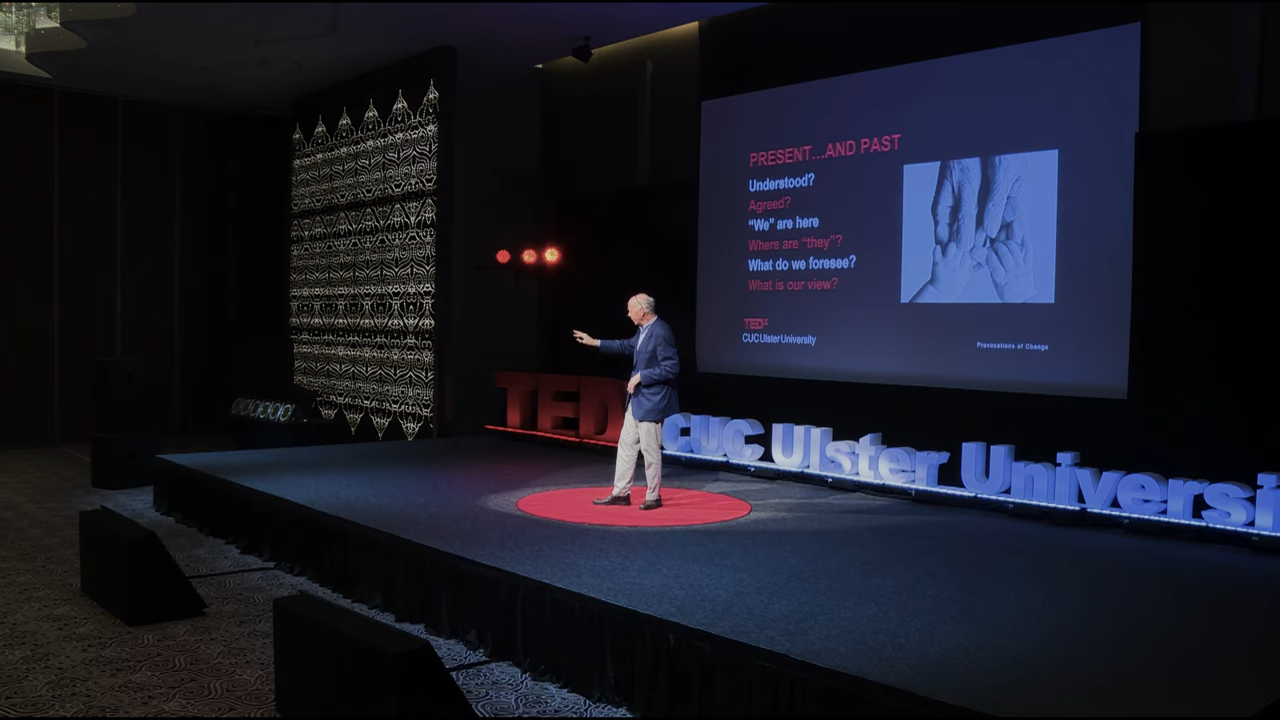 PRESENT...AND PAST
Understood?
Agreed?
“We” are here
Where are “they”?
What do we foresee?
What is our view?
TEDx
CUCUlsterUniversity
Provocations of Change
TED
CUC Ulster Universi